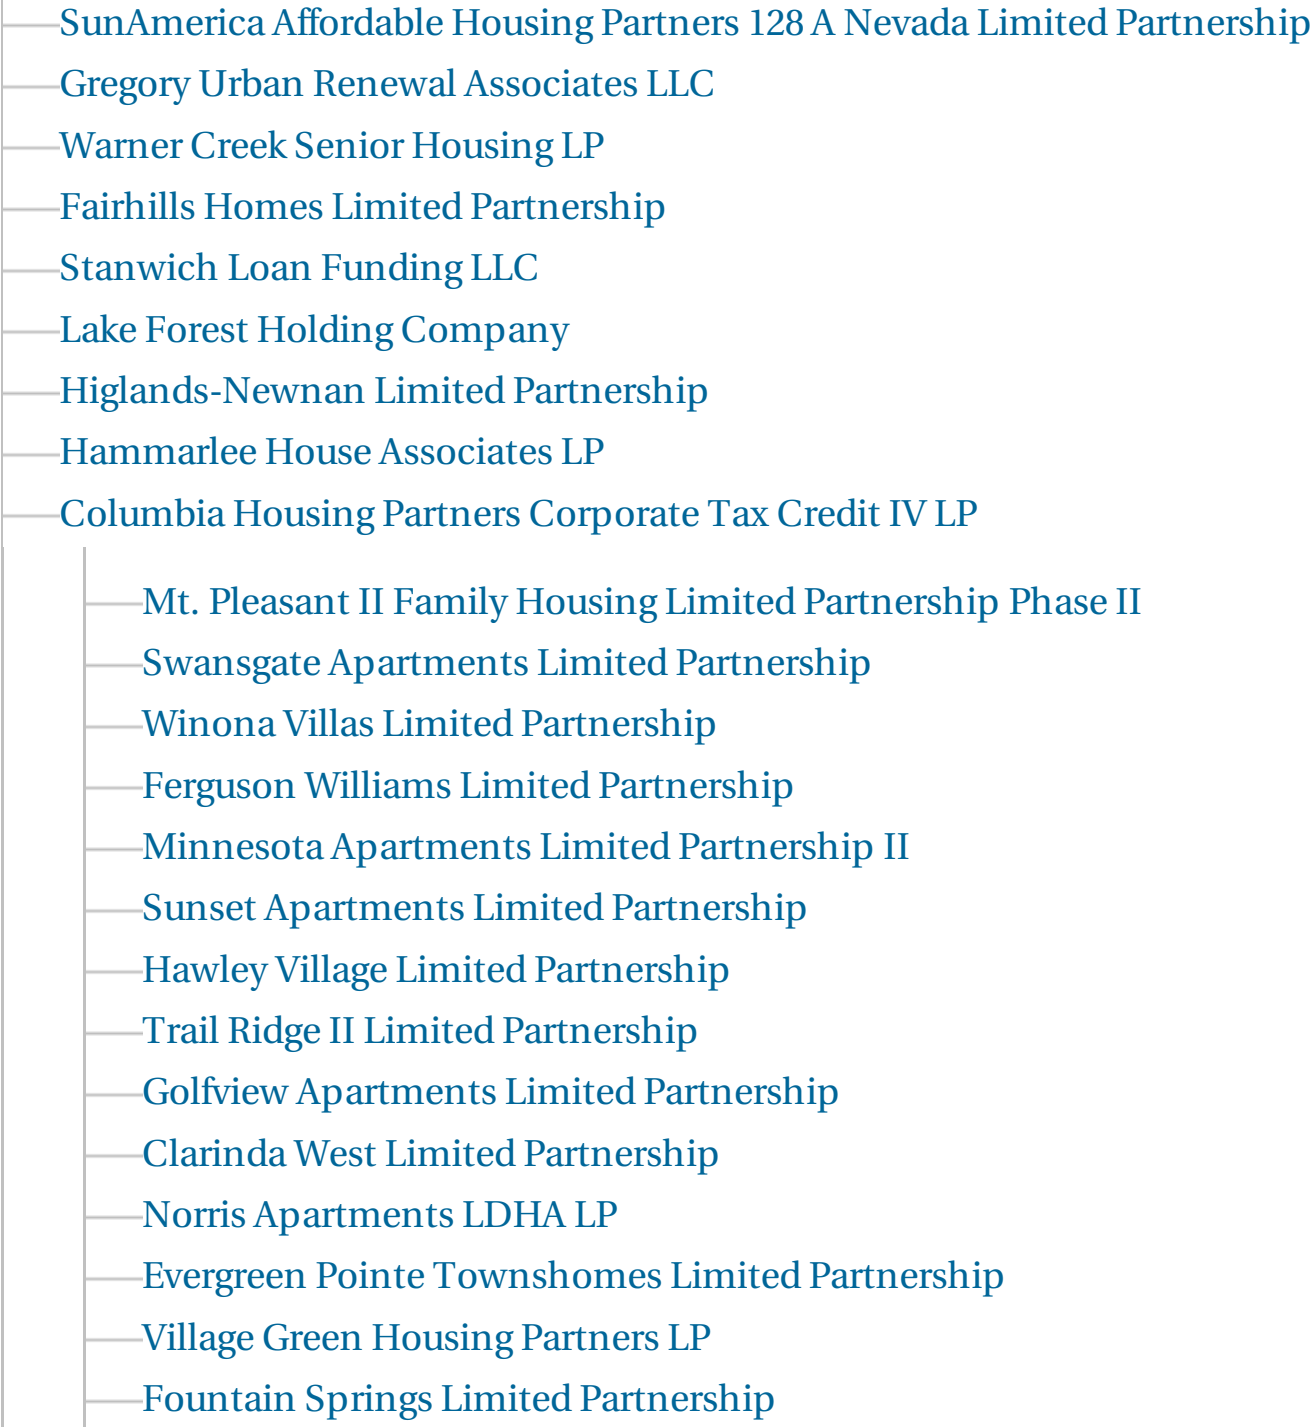 SunAmerica Affordable Housing Partners 128 A Nevada Limited Partnership
Gregory Urban Renewal Associates LLC
Warner Creek Senior Housing LP
Fairhills Homes Limited Partnership
Stanwich Loan Funding LLC
Lake Forest Holding Company
Higlands-Newnan Limited Partnership
Hammarlee House Associates LP
Columbia Housing Partners Corporate Tax Credit IV LP
Mt. Pleasant II Family Housing Limited Partnership Phase II
Swansgate Apartments Limited Partnership
Winona Villas Limited Partnership
Ferguson Williams Limited Partnership
Minnesota Apartments Limited Partnership II
Sunset Apartments Limited Partnership
Hawley Village Limited Partnership
Trail Ridge II Limited Partnership
Golfview Apartments Limited Partnership
Clarinda West Limited Partnership
Norris Apartments LDHA LP
Evergreen Pointe Townshomes Limited Partnership
Village Green Housing Partners LP
Fountain Springs Limited Partnership